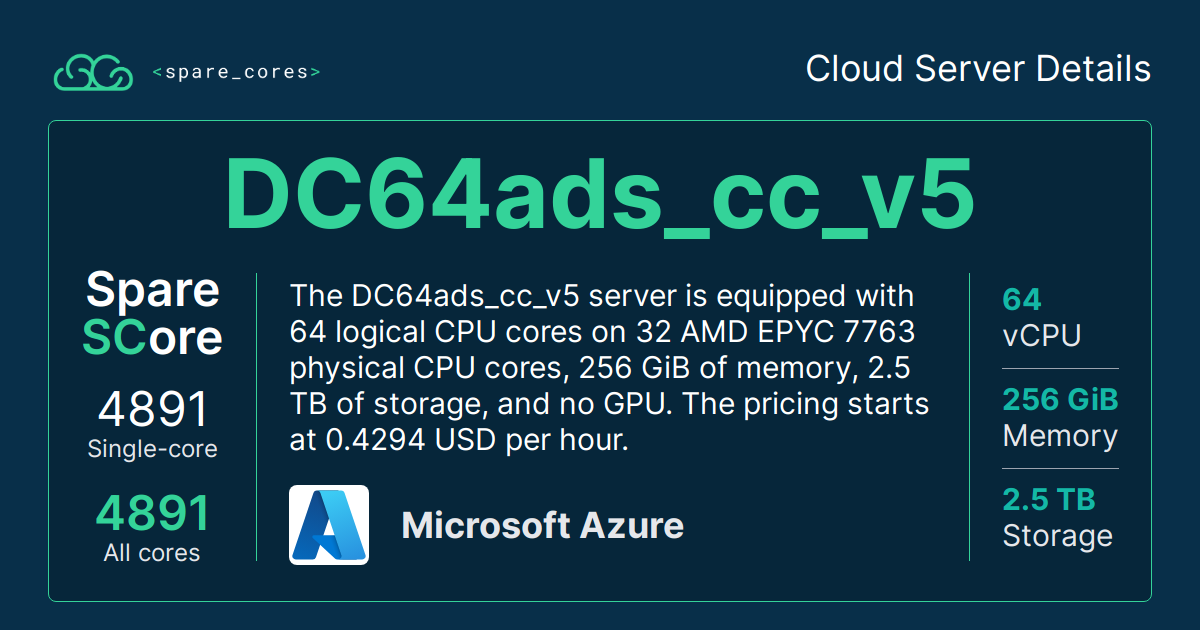 <spare_cores>
Cloud Server Details
DC64ads_cc_v5
Spare
SCore
4891
Single-core
4891
All cores
The DC64ads_cc_v5 server is equipped with
64 logical CPU cores on 32 AMD EPYC 7763
physical CPU cores, 256 GiB of memory, 2.5
TB of storage, and no GPU. The pricing starts
at 0.4294 USD per hour.
Microsoft Azure
64
vCPU
256 GiB
Memory
2.5 TB
Storage